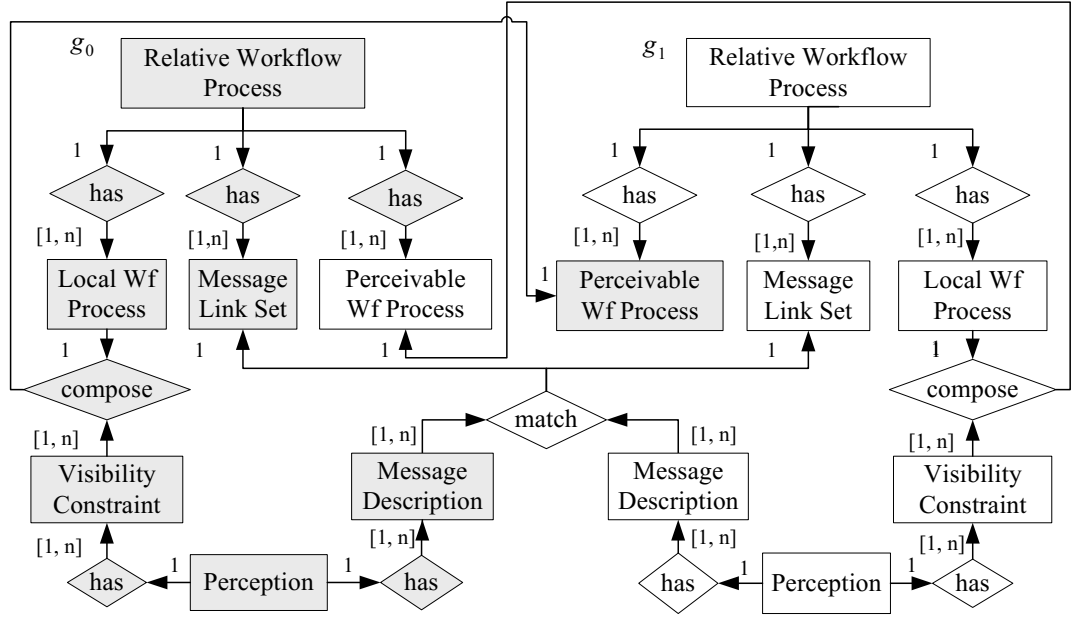 g0
Relative Workflow
Process
g1
Relative Workflow
Process
1
1
1
1
1
1
has
has
has
has
has
has
[1, n]
[1,n]
[1, n]
[1, n]
[1,n]
[1, n]
Local Wf
Process
Message
Link Set
Perceivable
Wf Process
1
Perceivable
Wf Process
Message
Link Set
Local Wf
Process
1
1
1
1
1
compose
match
compose
[1, n]
[1, n]
[1, n]
[1, n]
Visibility
Constraint
Message
Description
Message
Description
Visibility
Constraint
[1, n]
[1, n]
[1, n]
[1, n]
has
1
Perception
1
has
has
1
Perception
1
has